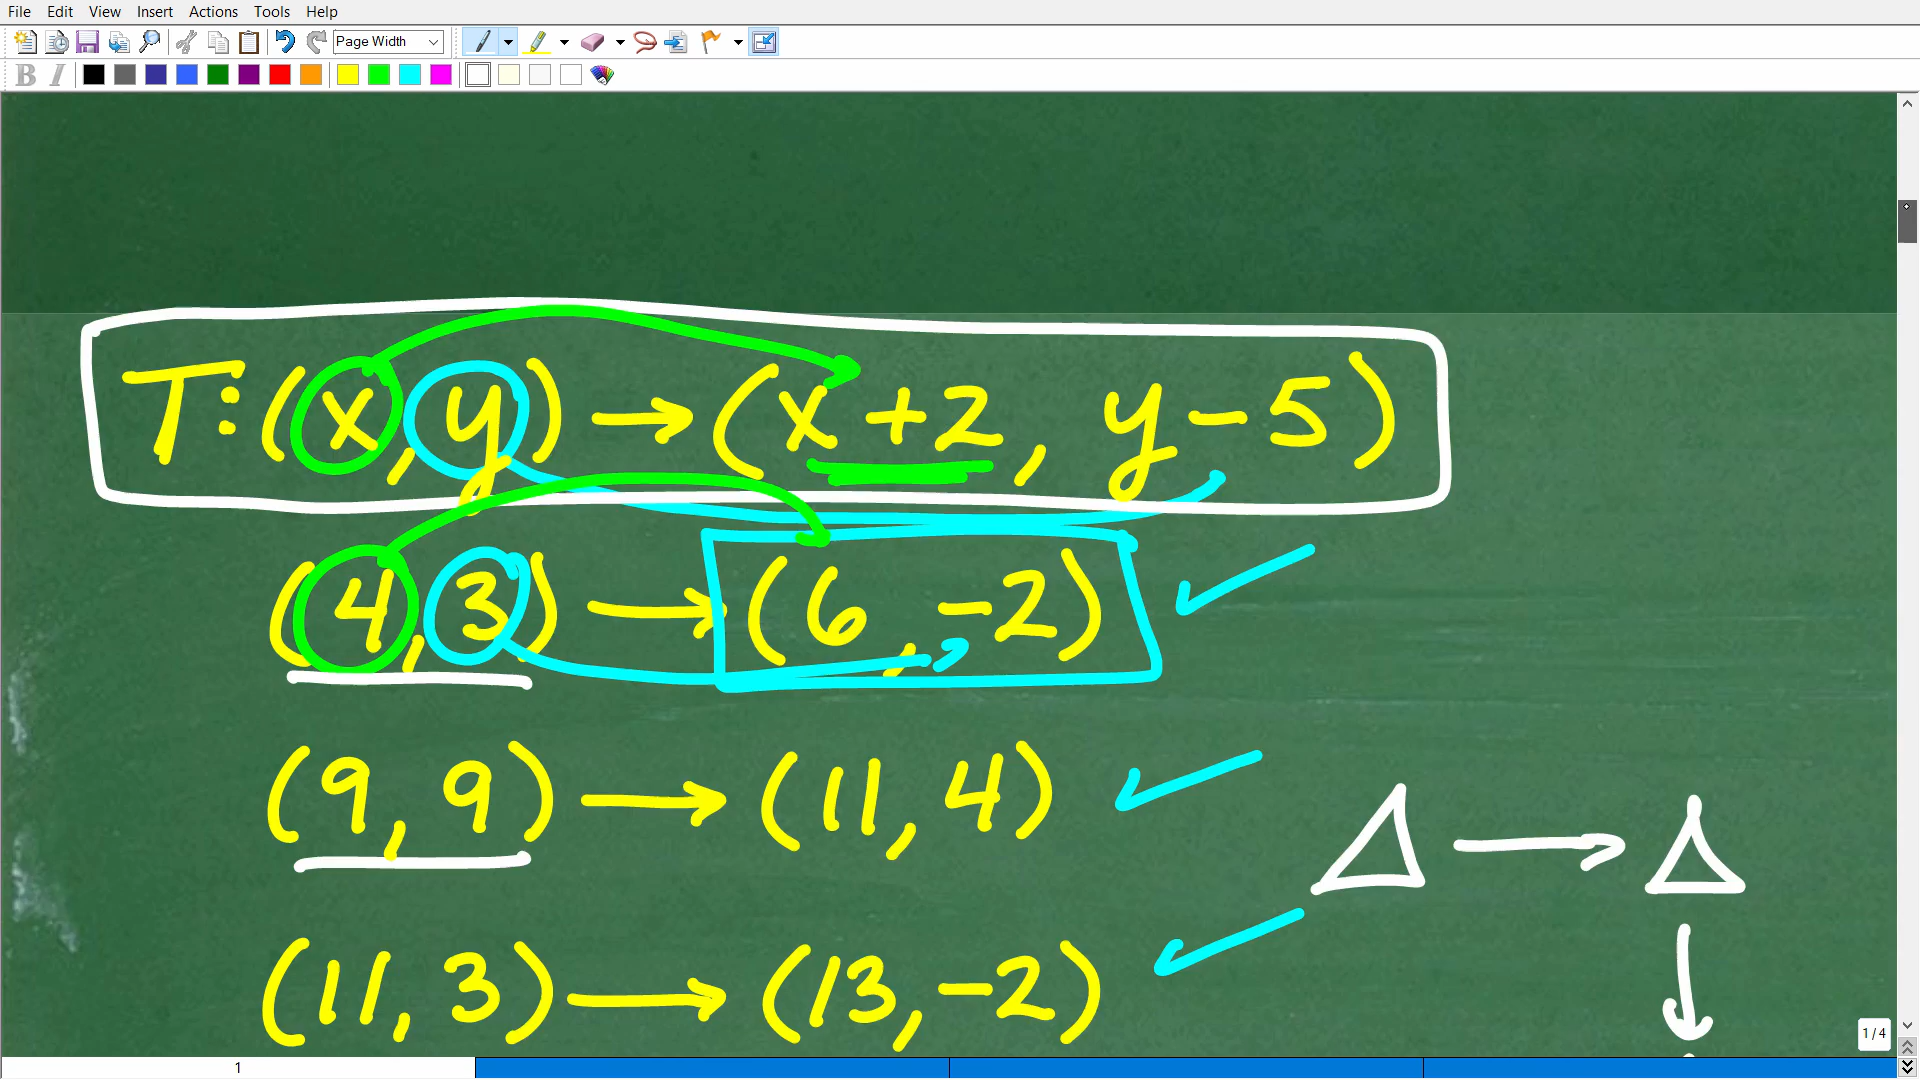 File Edit View Insert Actions Tools Help
Page Width
B I
T: (x, y) → (x + 2, y - 5)
(4, 3) → (6, -2)
(9, 9) → (11, 4)
(11, 3) → (13, -2)
Δ → Δ
1 / 4
1